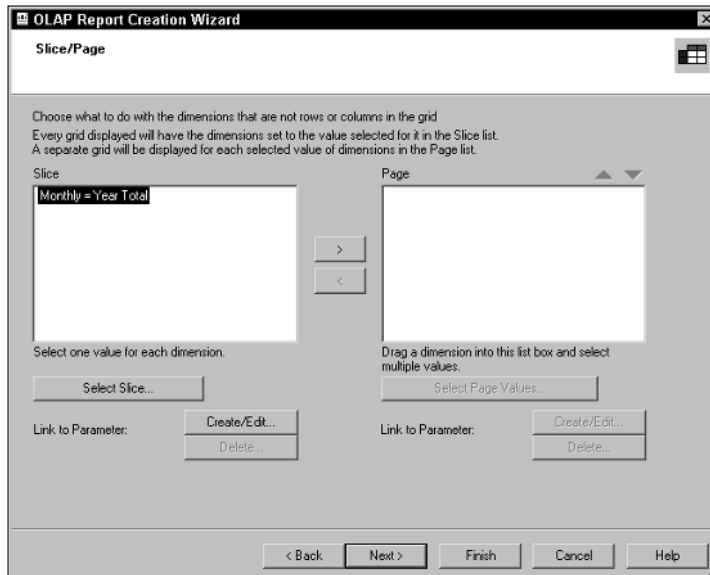 OLAP Report Creation Wizard
Slice/Page
Choose what to do with the dimensions that are not rows or columns in the grid
Every grid displayed will have the dimensions set to the value selected for it in the Slice list.
A separate grid will be displayed for each selected value of dimensions in the Page list.
Slice
Page
Monthly = Year Total
>
<
Select one value for each dimension.
Drag a dimension into this list box and select
multiple values.
Select Slice...
Select Page Values...
Link to Parameter:
Create/Edit...
Delete...
Link to Parameter:
Create/Edit...
Delete...
< Back
Next >
Finish
Cancel
Help